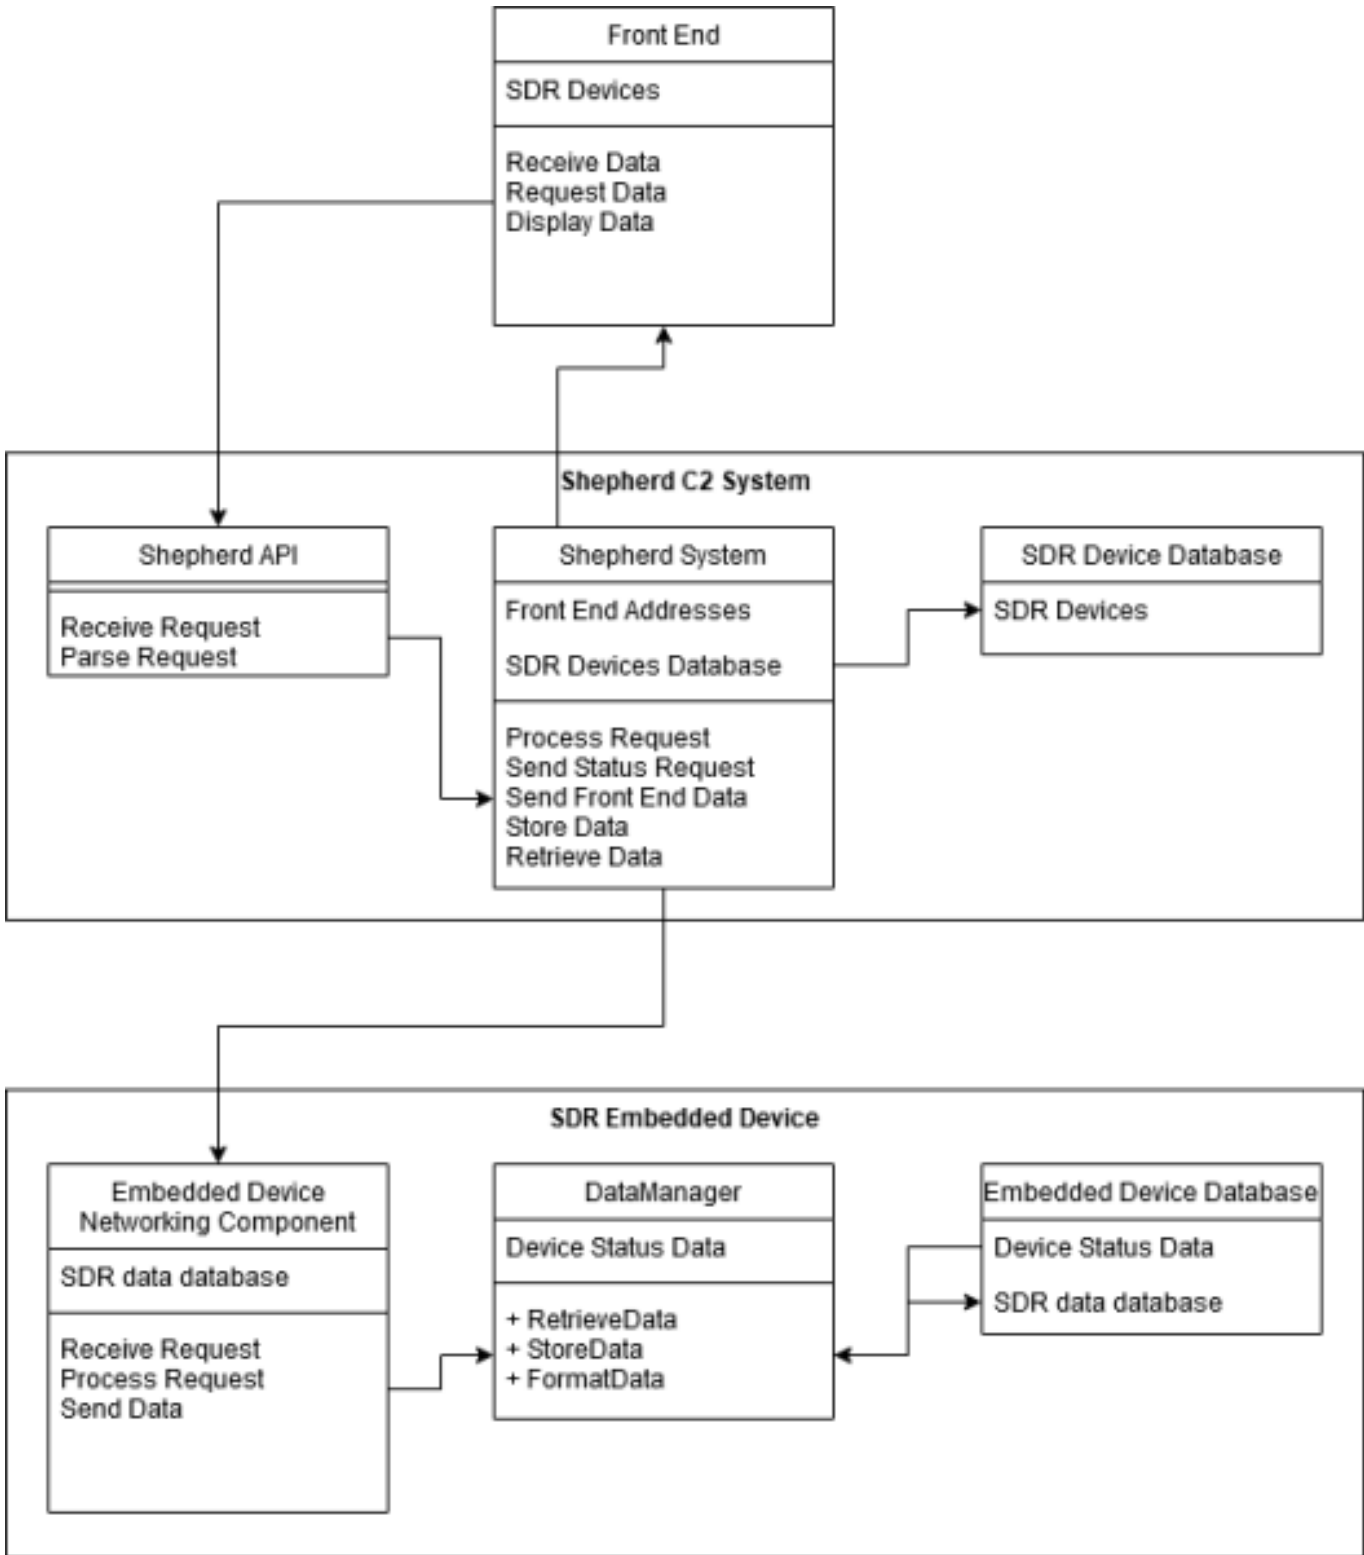 Front End
SDR Devices
Receive Data
Request Data
Display Data
Shepherd C2 System
Shepherd API
Receive Request
Parse Request
Shepherd System
Front End Addresses
SDR Devices Database
Process Request
Send Status Request
Send Front End Data
Store Data
Retrieve Data
SDR Device Database
SDR Devices
SDR Embedded Device
Embedded Device
Networking Component
SDR data database
Receive Request
Process Request
Send Data
DataManager
Device Status Data
+ RetrieveData
+ StoreData
+ FormatData
Embedded Device Database
Device Status Data
SDR data database